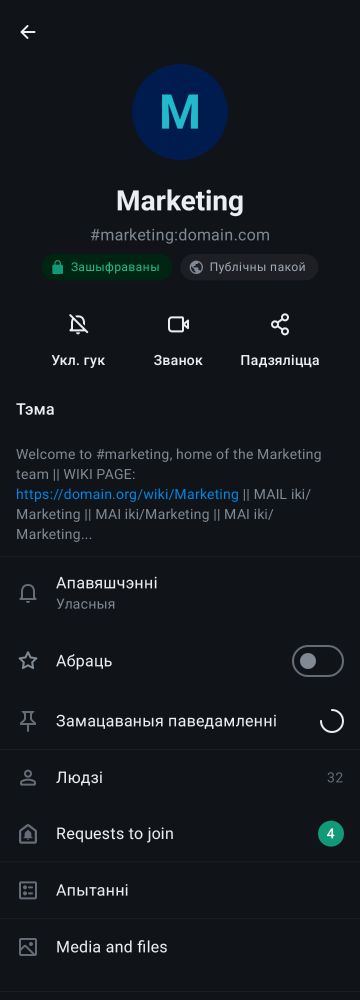 M
Marketing
#marketing:domain.com
Зашыфраваны
Публічны пакой
Укл. гук
Званок
Падзяліцца
Тэма
Welcome to #marketing, home of the Marketing
team || WIKI PAGE:
https://domain.org/wiki/Marketing || MAIL iki/
Marketing || MAI iki/Marketing || MAI iki/
Marketing...
Апавяшчэнні
Уласныя
Абраць
Замацаваныя паведамленні
Людзі 32
Requests to join 4
Апытанні
Media and files